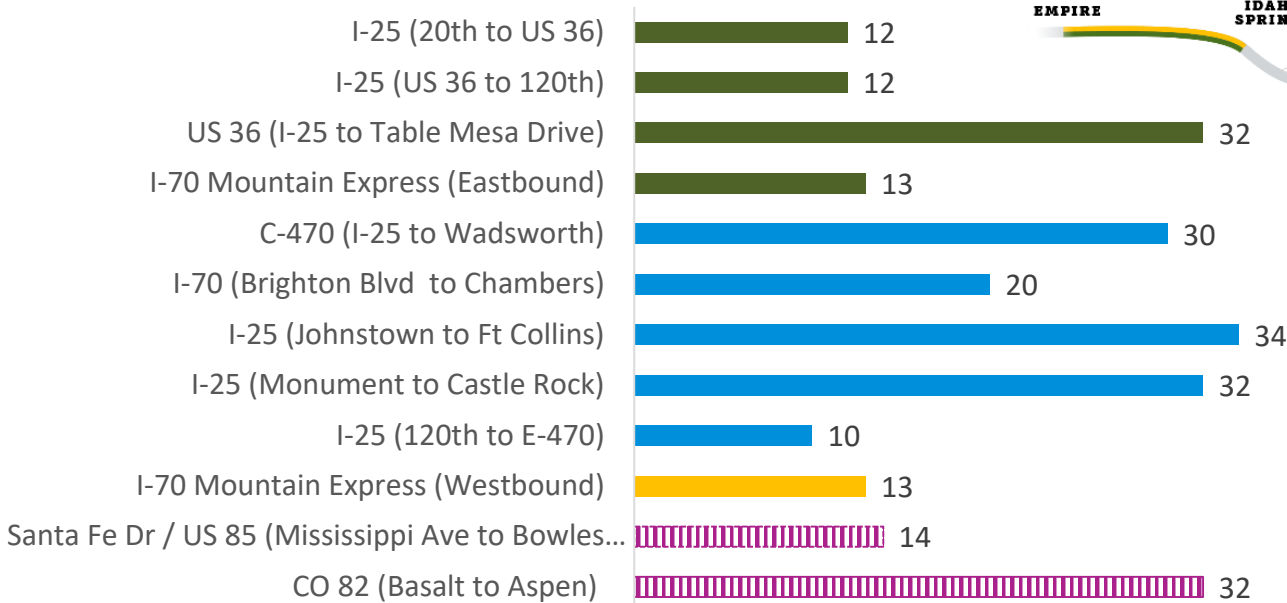 I-25 (20th to US 36) 12
I-25 (US 36 to 120th) 12
US 36 (I-25 to Table Mesa Drive) 32
I-70 Mountain Express (Eastbound) 13
C-470 (I-25 to Wadsworth) 30
I-70 (Brighton Blvd to Chambers) 20
I-25 (Johnstown to Ft Collins) 34
I-25 (Monument to Castle Rock) 32
I-25 (120th to E-470) 10
I-70 Mountain Express (Westbound) 13
Santa Fe Dr / US 85 (Mississippi Ave to Bowles... 14
CO 82 (Basalt to Aspen) 32
EMPIRE